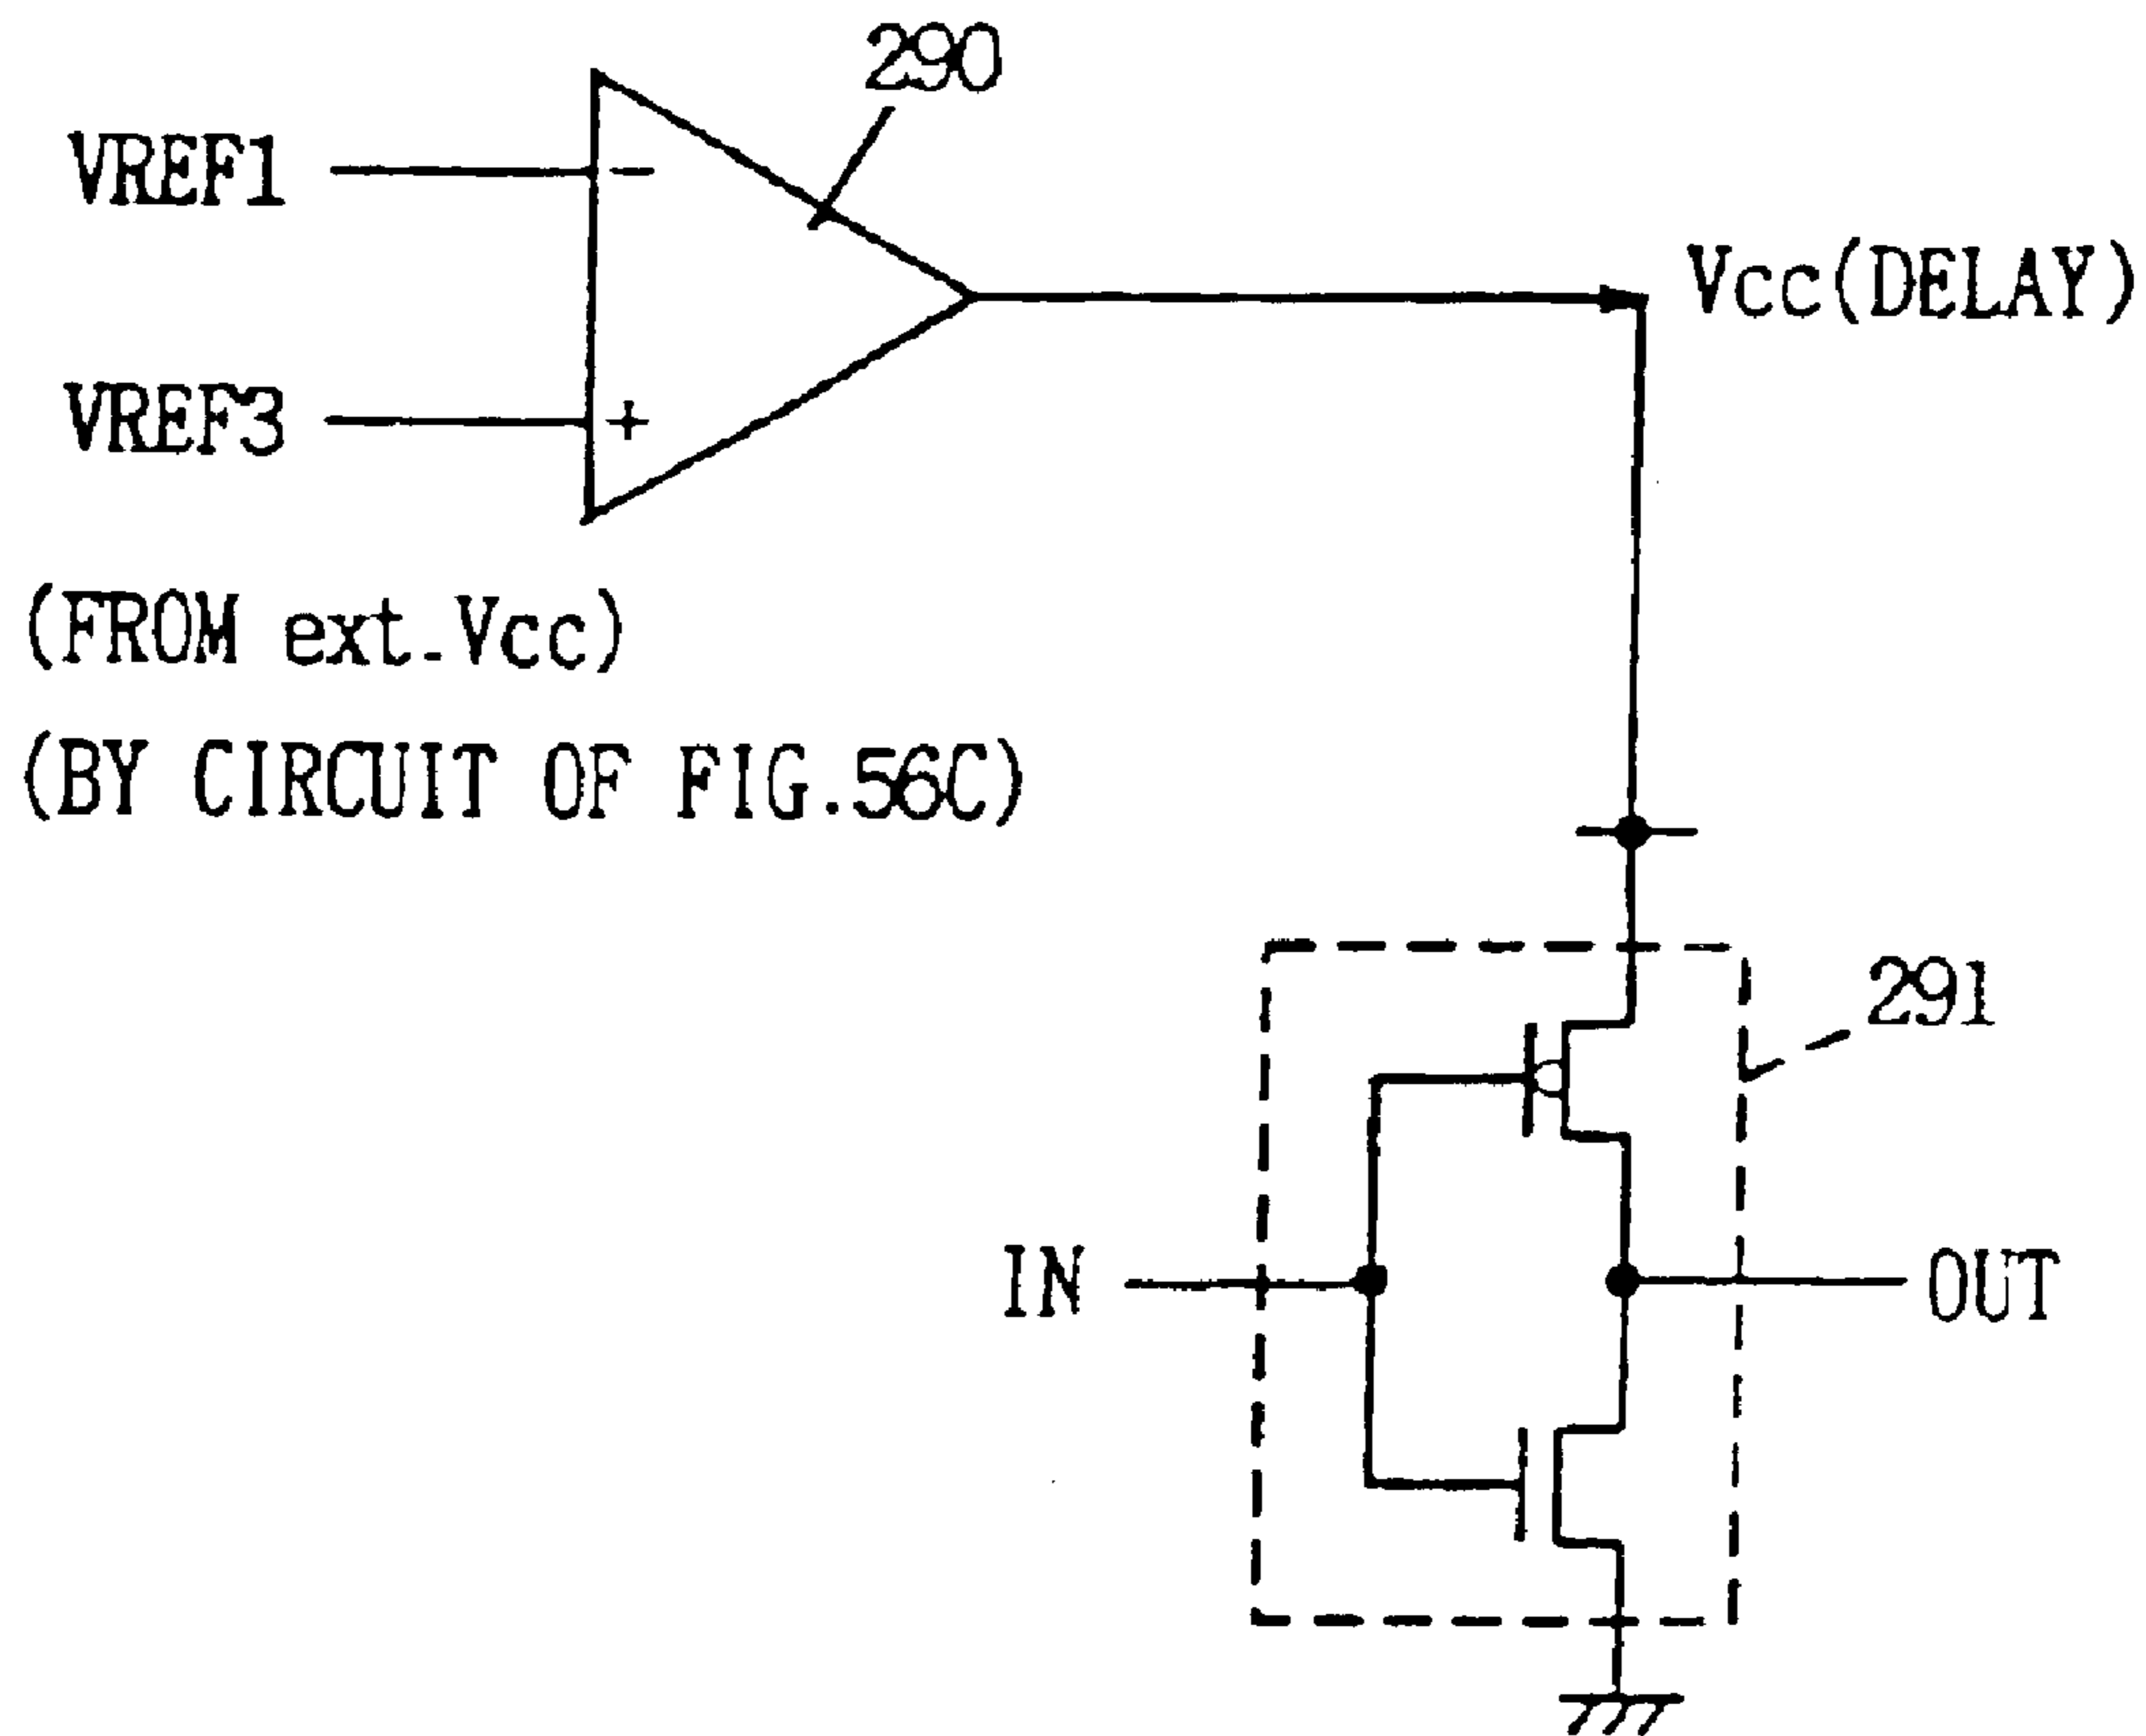 290
VREF1
-
Vcc(DELAY)
VREF3
+
(FROM ext.Vcc)
(BY CIRCUIT OF FIG.56C)
291
IN
OUT